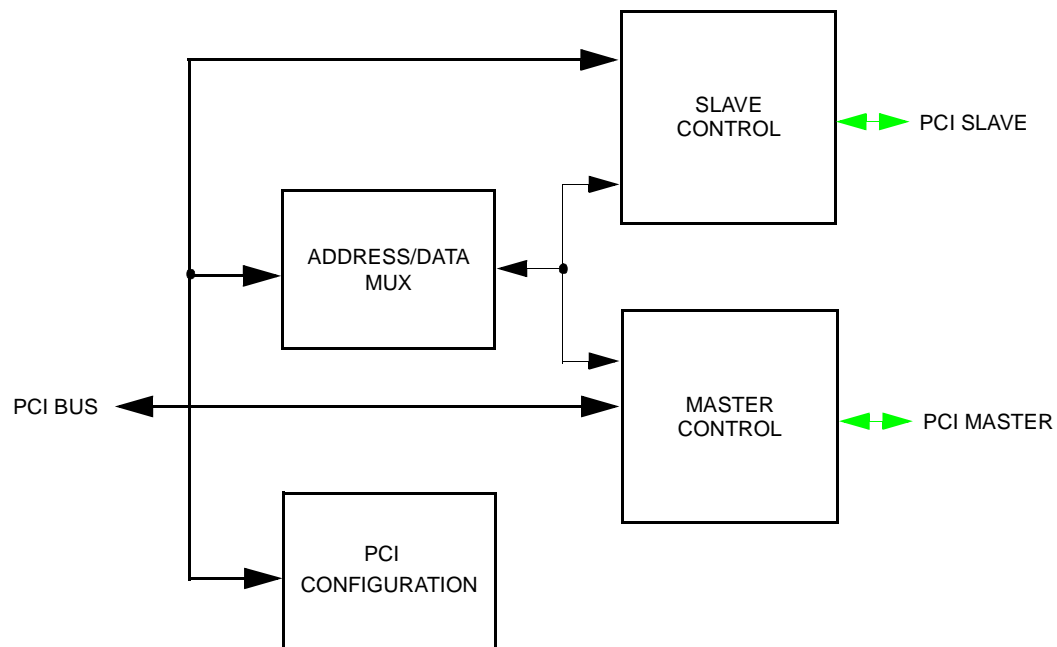 SLAVE
CONTROL
PCI SLAVE
ADDRESS/DATA
MUX
PCI BUS
MASTER
CONTROL
PCI MASTER
PCI
CONFIGURATION